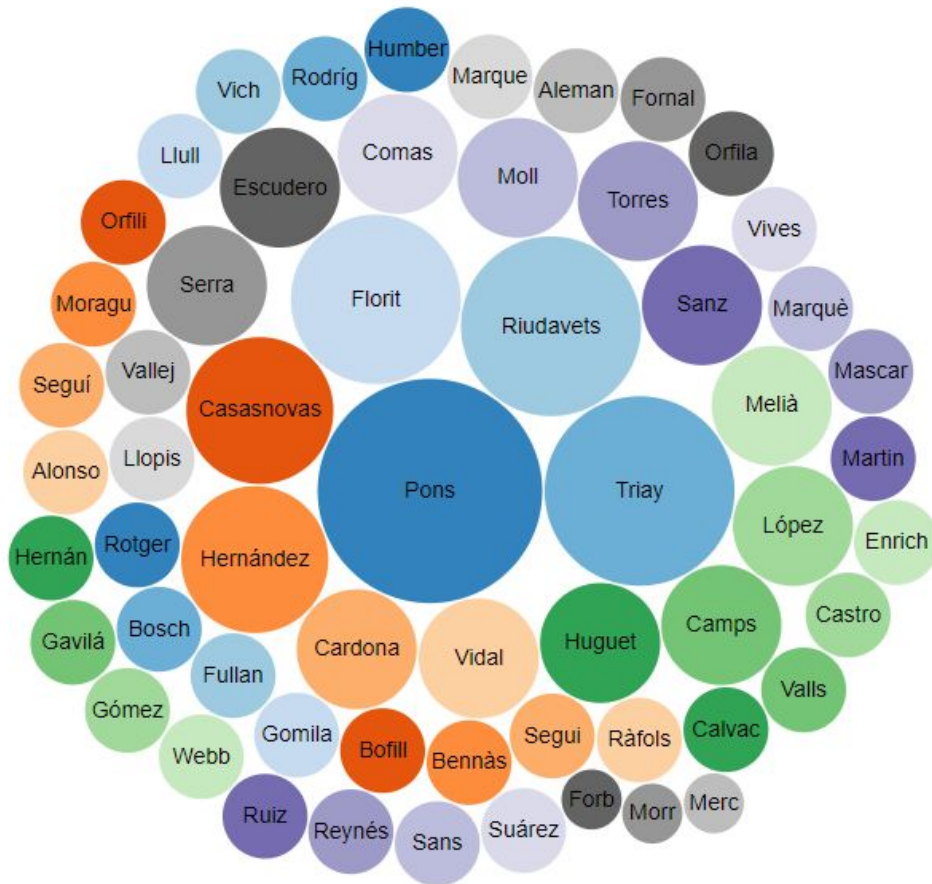 Humber
Rodríg
Marque
Vich
Aleman
Fornal
Llull
Comas
Orfila
Escudero
Moll
Torres
Orfili
Vives
Serra
Florit
Riudavets
Sanz
Moragu
Marquè
Vallej
Mascar
Seguí
Casasnovas
Melià
Llopis
Martin
Alonso
Pons
Triay
López
Enrich
Rotger
Hernán
Hernández
Castro
Bosch
Camps
Gavilá
Huguet
Cardona
Vidal
Fullan
Valls
Gómez
Calvac
Gomila
Segui
Ràfols
Webb
Bofill
Bennàs
Forb
Merc
Morr
Ruiz
Reynés
Suárez
Sans